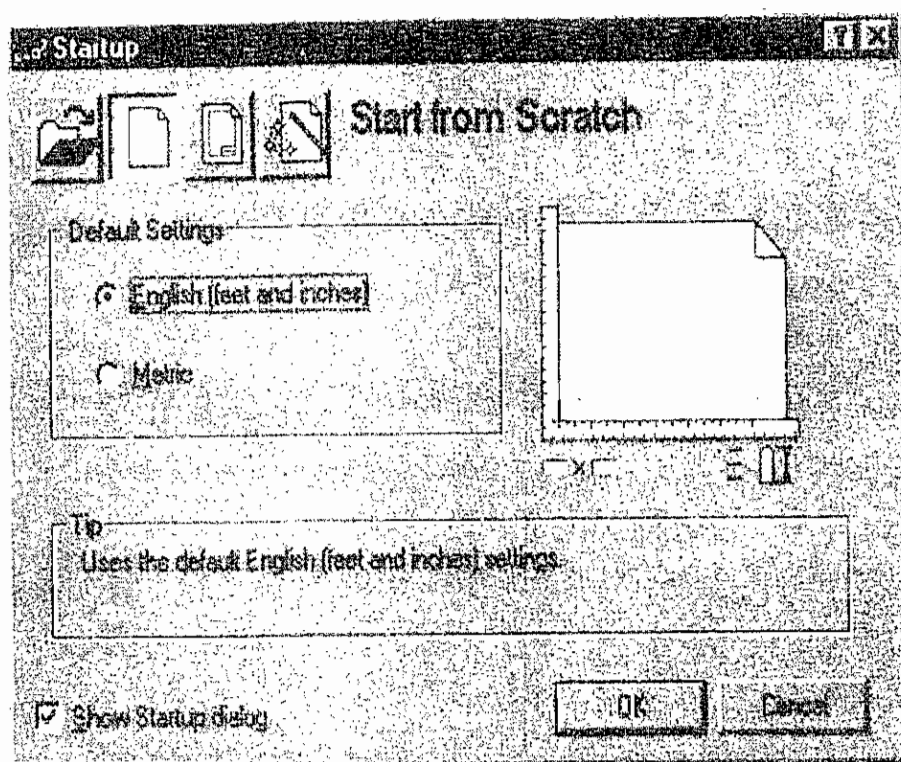 Startup
Start from Scratch
Default Settings
English (feet and inches)
Metric
Tip
Uses the default English (feet and inches) settings.
Show Startup dialog
OK
Cancel